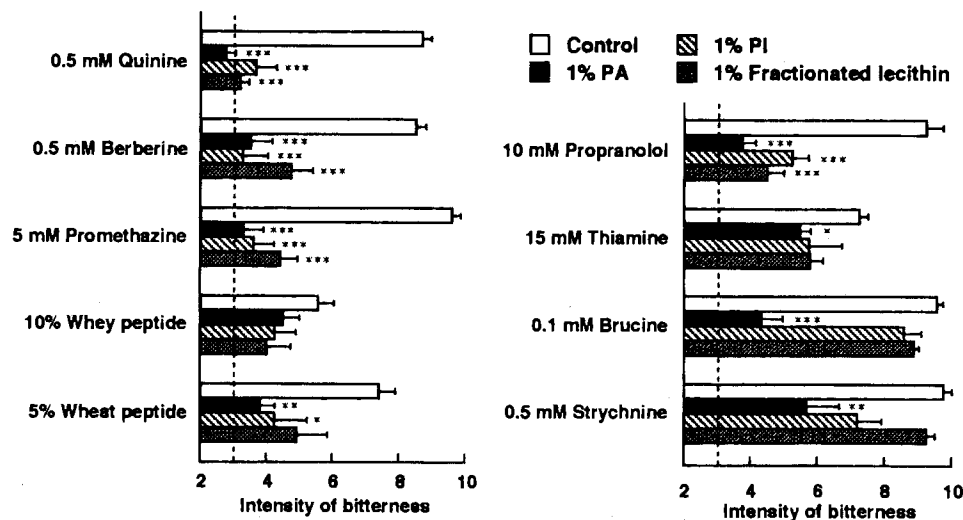 0.5 mM Quinine
***
***
***
0.5 mM Berberine
***
***
***
5 mM Promethazine
***
***
***
10% Whey peptide
5% Wheat peptide
**
*
2 4 6 8 10
Intensity of bitterness
Control
1% PI
1% PA
1% Fractionated lecithin
10 mM Propranolol
***
***
***
15 mM Thiamine
*
0.1 mM Brucine
***
0.5 mM Strychnine
**
2 4 6 8 10
Intensity of bitterness